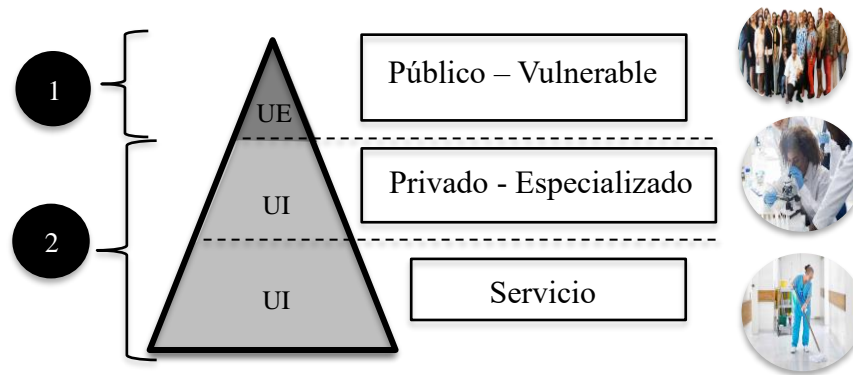 1
UE
Público – Vulnerable
2
UI
Privado - Especializado
UI
Servicio